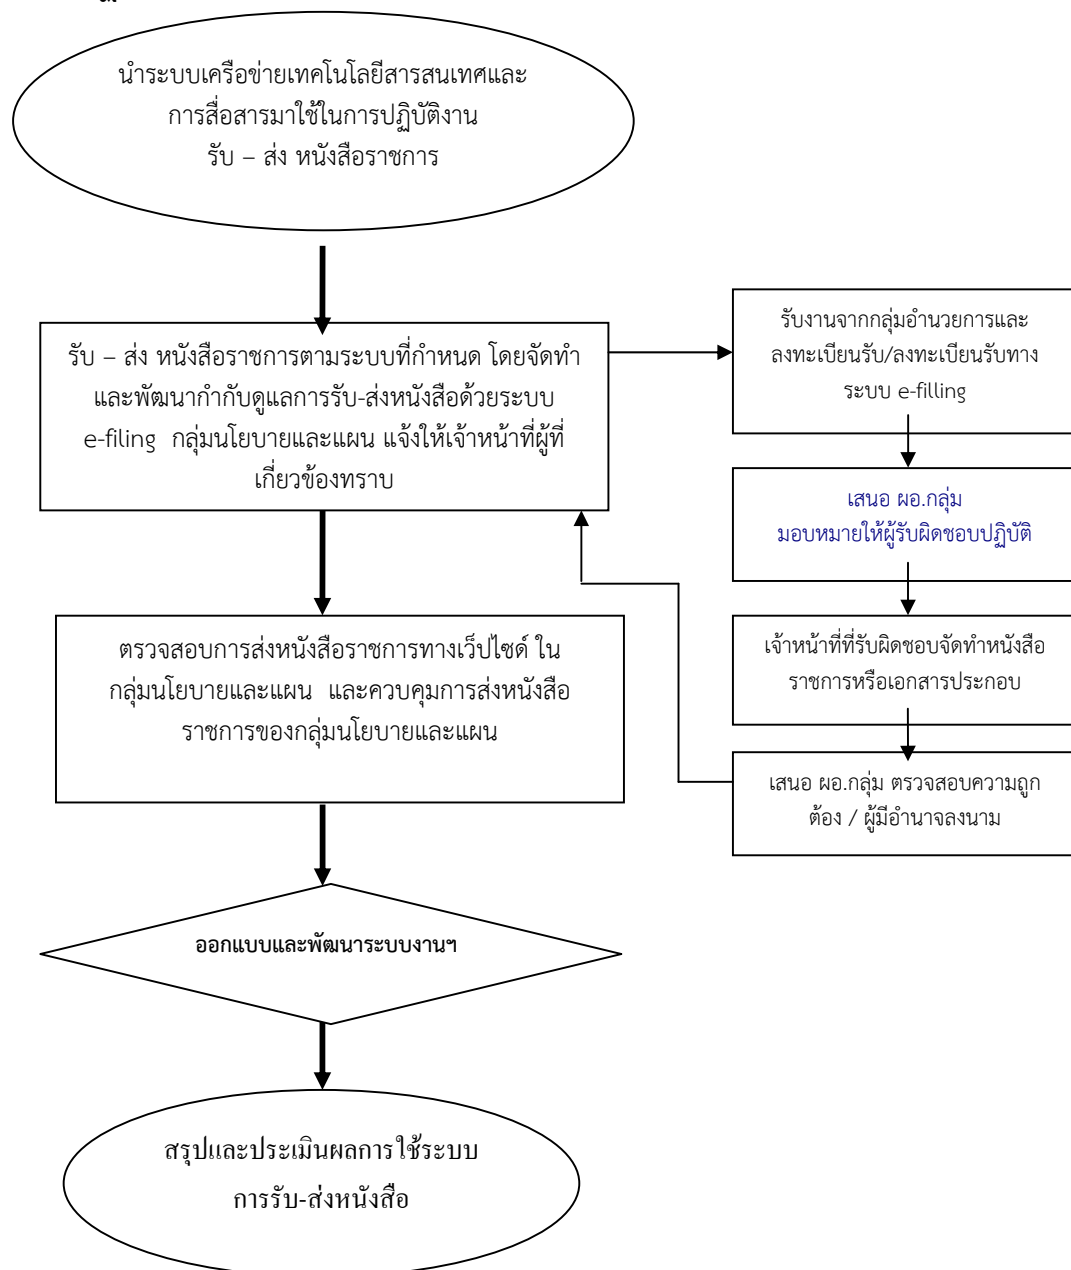 นำระบบเครือข่ายเทคโนโลยีสารสนเทศและ
การสื่อสารมาใช้ในการปฏิบัติงาน
รับ – ส่ง หนังสือราชการ
รับ – ส่ง หนังสือราชการตามระบบที่กำหนด โดยจัดทำ
และพัฒนากำกับดูแลการรับ-ส่งหนังสือด้วยระบบ
e-filing กลุ่มนโยบายและแผน แจ้งให้เจ้าหน้าที่ผู้ที่
เกี่ยวข้องทราบ
รับงานจากกลุ่มอำนวยการและ
ลงทะเบียนรับ/ลงทะเบียนรับทาง
ระบบ e-filling
เสนอ ผอ.กลุ่ม
มอบหมายให้ผู้รับผิดชอบปฏิบัติ
เจ้าหน้าที่ที่รับผิดชอบจัดทำหนังสือ
ราชการหรือเอกสารประกอบ
เสนอ ผอ.กลุ่ม ตรวจสอบความถูก
ต้อง / ผู้มีอำนาจลงนาม
ตรวจสอบการส่งหนังสือราชการทางเว็ปไซด์ ใน
กลุ่มนโยบายและแผน และควบคุมการส่งหนังสือ
ราชการของกลุ่มนโยบายและแผน
ออกแบบและพัฒนาระบบงานฯ
สรุปและประเมินผลการใช้ระบบ
การรับ-ส่งหนังสือ